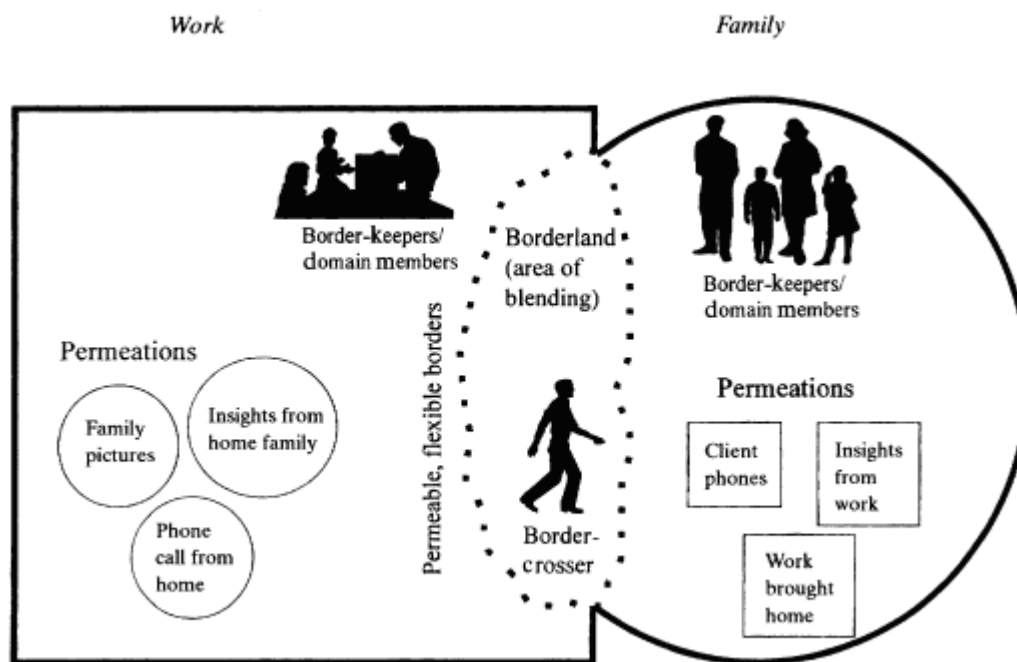 Work
Family
Border-keepers/
domain members
Borderland
(area of
blending)
Border-keepers/
domain members
Permeable, flexible borders
Permeations
Family
pictures
Insights from
home family
Phone
call from
home
Border-
crosser
Permeations
Client
phones
Insights
from
work
Work
brought
home